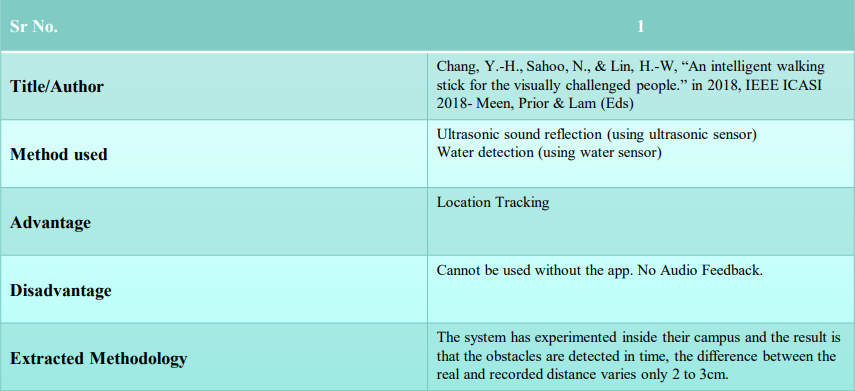 Sr No.
1
Title/Author
Chang, Y.-H., Sahoo, N., & Lin, H.-W, “An intelligent walking
stick for the visually challenged people.” in 2018, IEEE ICASI
2018- Meen, Prior & Lam (Eds)
Method used
Ultrasonic sound reflection (using ultrasonic sensor)
Water detection (using water sensor)
Advantage
Location Tracking
Disadvantage
Cannot be used without the app. No Audio Feedback.
Extracted Methodology
The system has experimented inside their campus and the result is
that the obstacles are detected in time, the difference between the
real and recorded distance varies only 2 to 3cm.